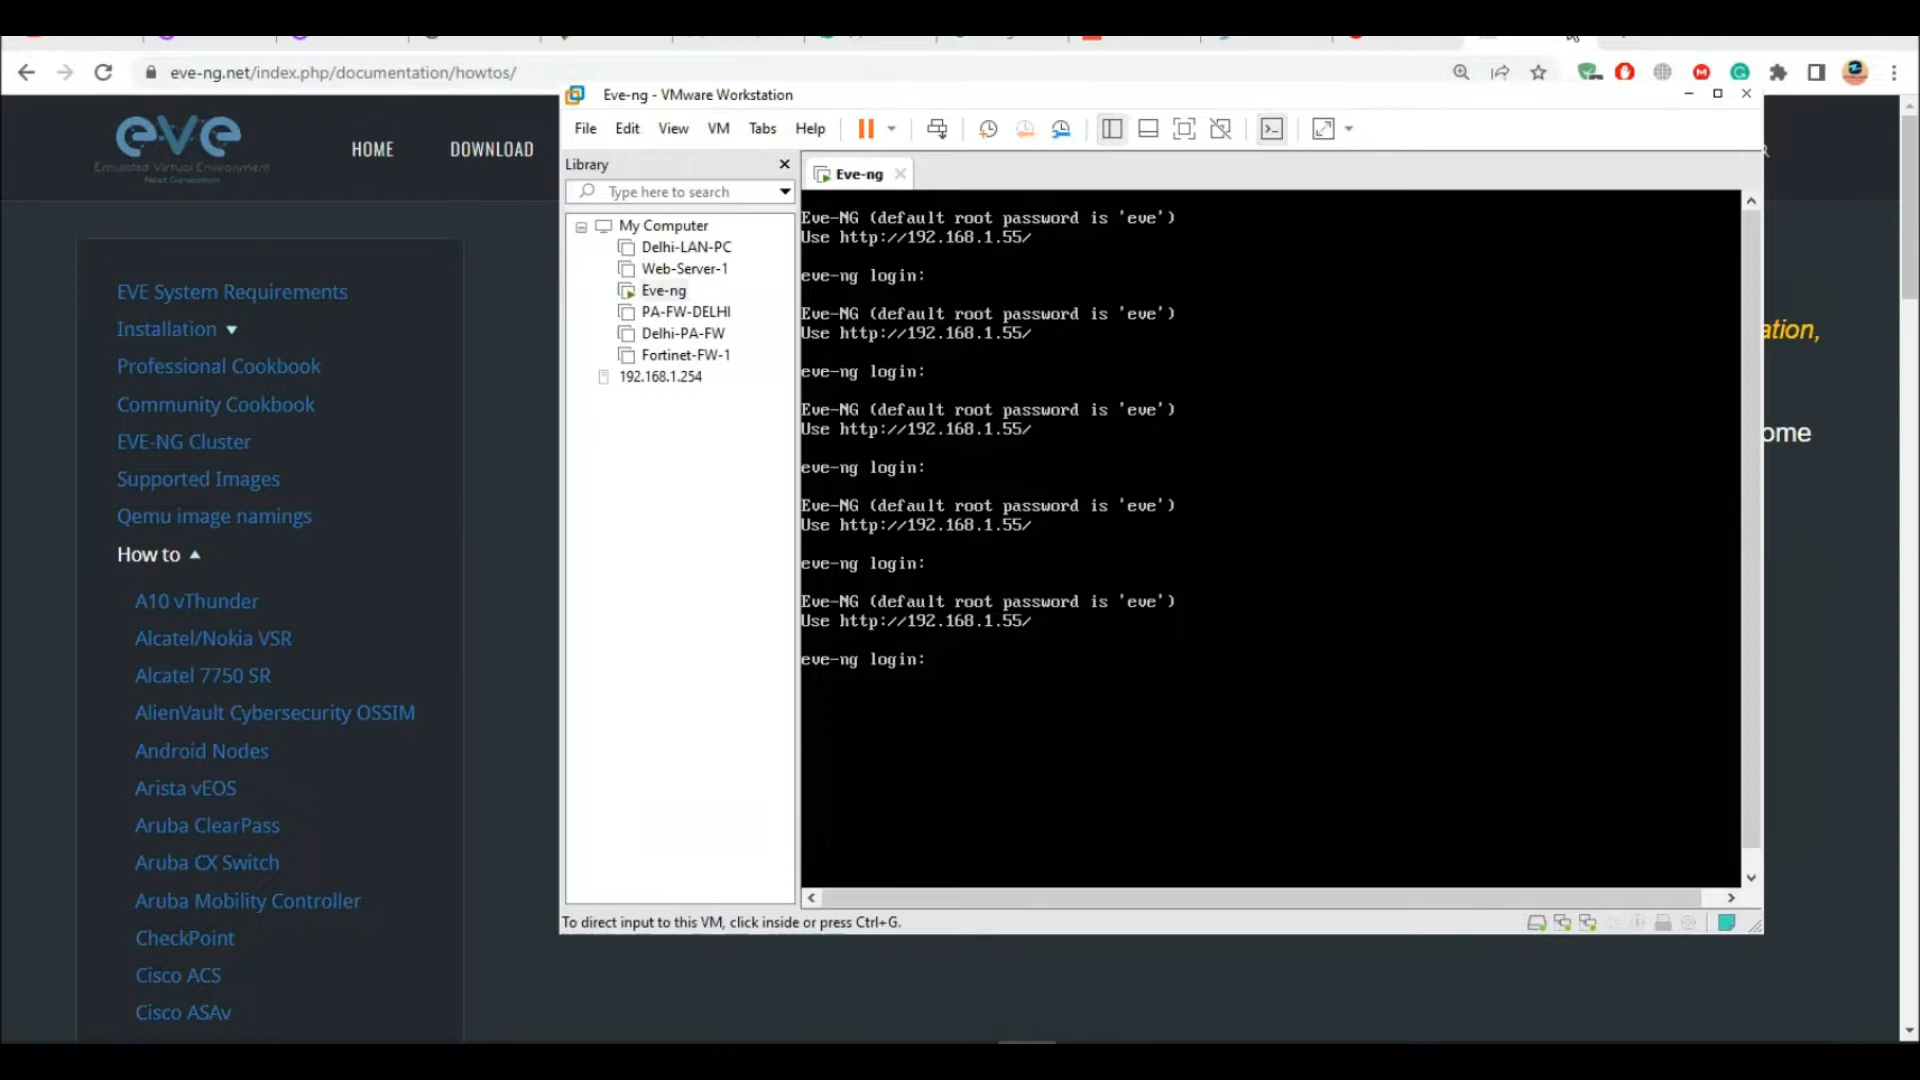 eve-ng.net/index.php/documentation/howtos/
eve
Emulated Virtual Environment
Next Generation
HOME
DOWNLOAD
EVE System Requirements
Installation
Professional Cookbook
Community Cookbook
EVE-NG Cluster
Supported Images
Qemu image namings
How to
A10 vThunder
Alcatel/Nokia VSR
Alcatel 7750 SR
AlienVault Cybersecurity OSSIM
Android Nodes
Arista vEOS
Aruba ClearPass
Aruba CX Switch
Aruba Mobility Controller
CheckPoint
Cisco ACS
Cisco ASAv
Eve-ng - VMware Workstation
File Edit View VM Tabs Help
Library
Type here to search
My Computer
Delhi-LAN-PC
Web-Server-1
Eve-ng
PA-FW-DELHI
Delhi-PA-FW
Fortinet-FW-1
192.168.1.254
Eve-ng
Eve-NG (default root password is 'eve')
Use http://192.168.1.55/
eve-ng login:
Eve-NG (default root password is 'eve')
Use http://192.168.1.55/
eve-ng login:
Eve-NG (default root password is 'eve')
Use http://192.168.1.55/
eve-ng login:
Eve-NG (default root password is 'eve')
Use http://192.168.1.55/
eve-ng login:
Eve-NG (default root password is 'eve')
Use http://192.168.1.55/
eve-ng login:
To direct input to this VM, click inside or press Ctrl+G.
ation,
ome